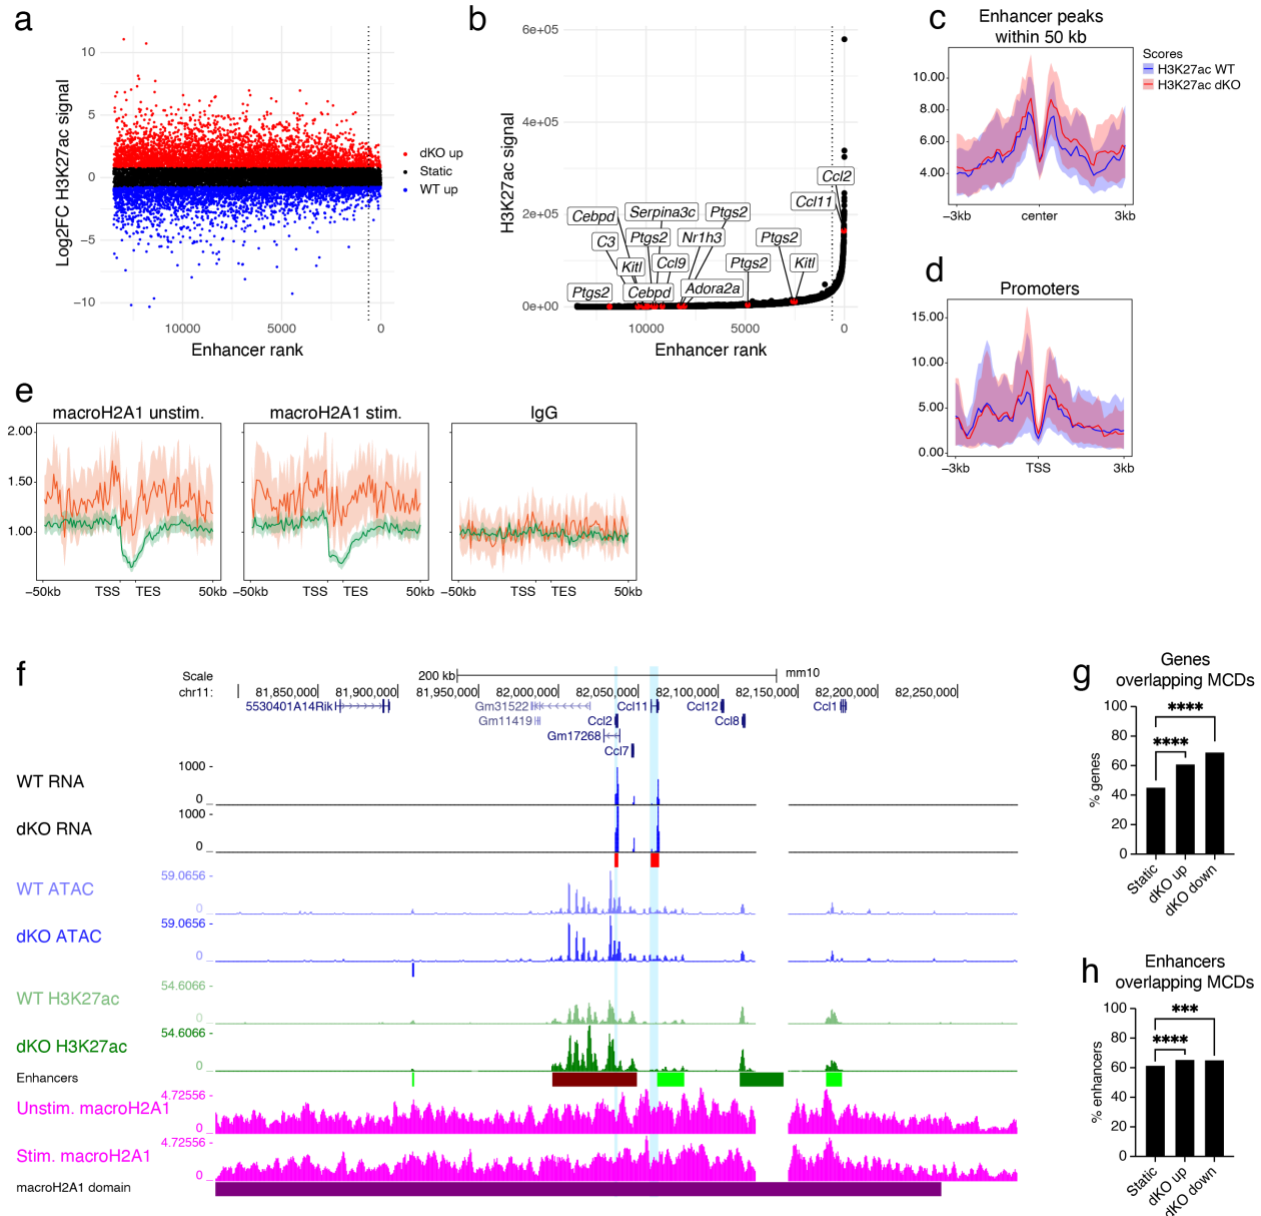 a
10
5
0
−5
−10
Log2FC H3K27ac signal
10000 5000 0
Enhancer rank
dKO up
Static
WT up
b
6e+05
4e+05
2e+05
0e+00
H3K27ac signal
Ccl2
Ccl11
Cebpd Serpina3c Ptgs2
C3 Ptgs2 Nr1h3 Ptgs2
Kitl Ccl9 Ptgs2 Kitl
Ptgs2 Cebpd Adora2a
10000 5000 0
Enhancer rank
c
Enhancer peaks
within 50 kb
10.00
8.00
6.00
4.00
−3kb center 3kb
Scores
H3K27ac WT
H3K27ac dKO
d
Promoters
15.00
10.00
5.00
0.00
−3kb TSS 3kb
e
macroH2A1 unstim. macroH2A1 stim. IgG
2.00
1.50
1.00
−50kb TSS TES 50kb −50kb TSS TES 50kb −50kb TSS TES 50kb
f
Scale 200 kb mm10
chr11: 81,850,000 81,900,000 81,950,000 82,000,000 82,050,000 82,100,000 82,150,000 82,200,000 82,250,000
5530401A14Rik Gm31522 Ccl11 Ccl12 Ccl1
Gm11419 Ccl2 Ccl8
Gm17268
Ccl7
WT RNA 1000 -
0
dKO RNA 1000 -
0
WT ATAC 59.0656 -
0
dKO ATAC 59.0656 -
0
WT H3K27ac 54.6066 -
0
dKO H3K27ac 54.6066 -
0
Enhancers
Unstim. macroH2A1 4.72556 -
0
Stim. macroH2A1 4.72556 -
0
macroH2A1 domain
g
Genes
overlapping MCDs
100
80
60
40
20
0
% genes
****
****
Static dKO up dKO down
h
Enhancers
overlapping MCDs
100
80
60
40
20
0
% enhancers
***
****
Static dKO up dKO down